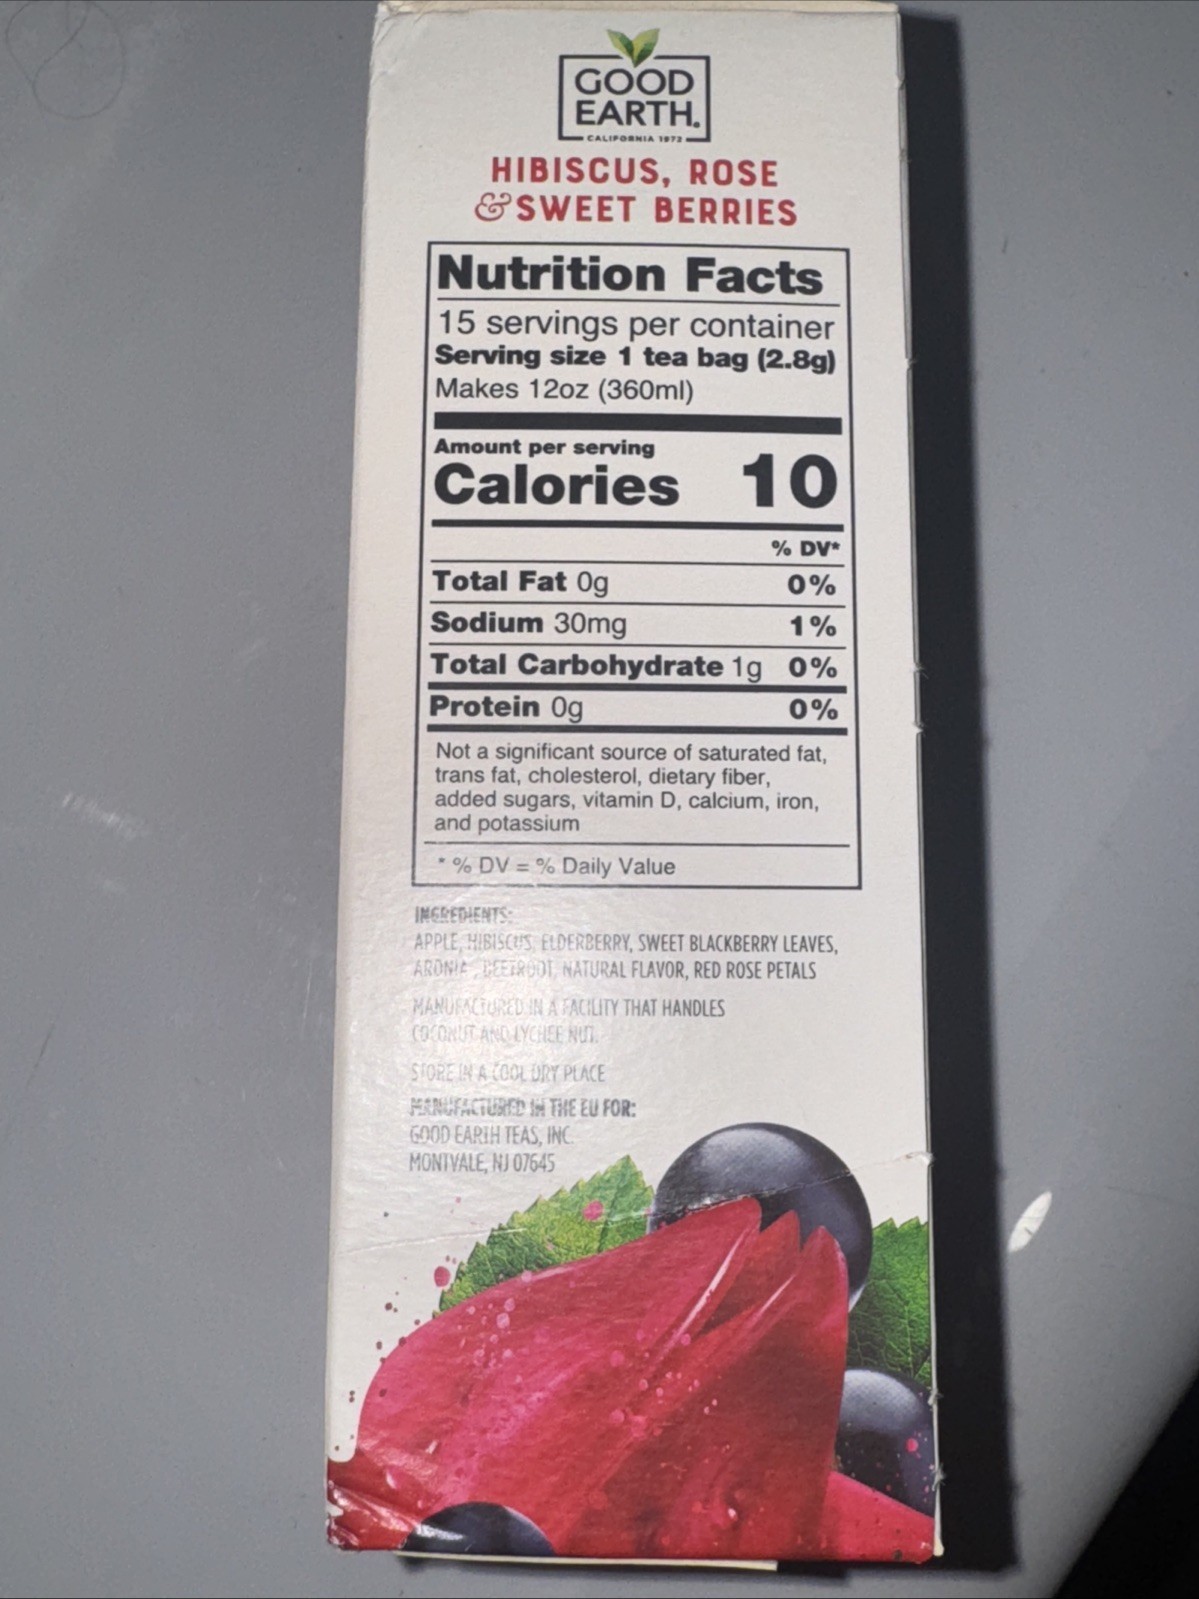 GOOD
EARTH.
CALIFORNIA 1972
HIBISCUS, ROSE
& SWEET BERRIES
Nutrition Facts
15 servings per container
Serving size 1 tea bag (2.8g)
Makes 12oz (360ml)
Amount per serving
Calories 10
% DV*
Total Fat 0g 0%
Sodium 30mg 1%
Total Carbohydrate 1g 0%
Protein 0g 0%
Not a significant source of saturated fat,
trans fat, cholesterol, dietary fiber,
added sugars, vitamin D, calcium, iron,
and potassium
* % DV = % Daily Value
INGREDIENTS:
APPLE, HIBISCUS, ELDERBERRY, SWEET BLACKBERRY LEAVES,
ARONIA, BEETROOT, NATURAL FLAVOR, RED ROSE PETALS
MANUFACTURED IN A FACILITY THAT HANDLES
COCONUT AND LYCHEE NUT.
STORE IN A COOL DRY PLACE
MANUFACTURED IN THE EU FOR:
GOOD EARTH TEAS, INC.
MONTVALE, NJ 07645